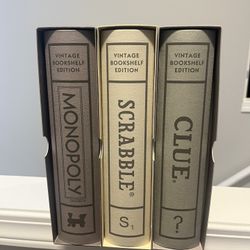 VINTAGE
BOOKSHELF
EDITION
MONOPOLY
VINTAGE
BOOKSHELF
EDITION
SCRABBLE®
S1
VINTAGE
BOOKSHELF
EDITION
CLUE
?